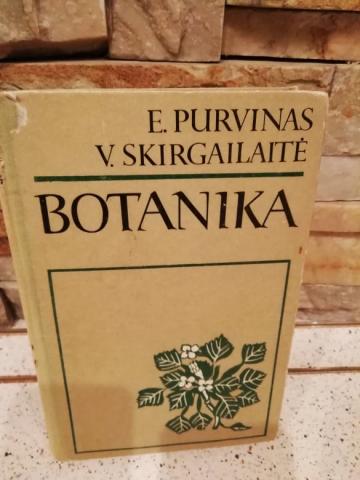 E. PURVINAS
V. SKIRGAILAITĖ
BOTANIKA